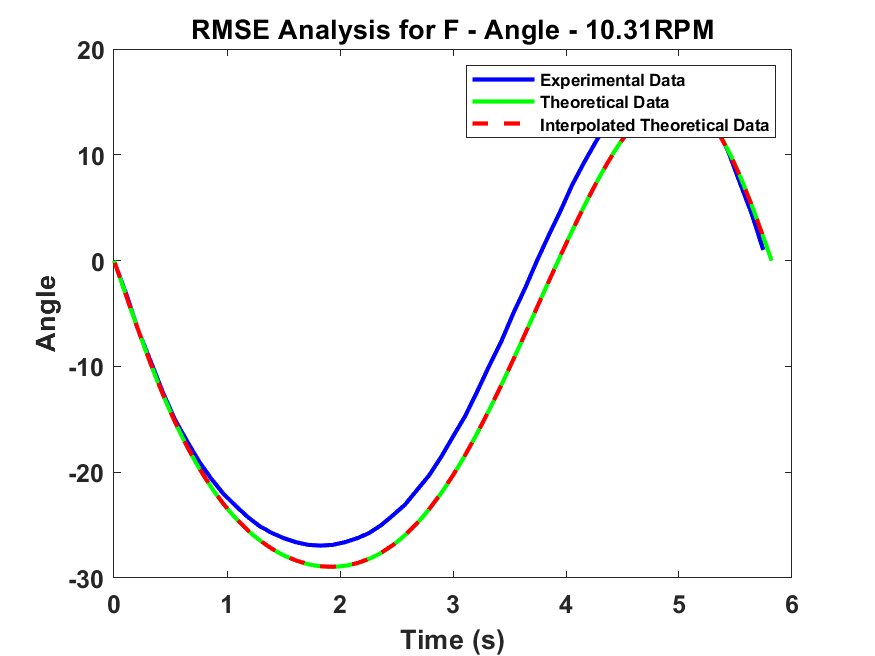 RMSE Analysis for F - Angle - 10.31RPM
20
10
0
-10
-20
-30
Angle
Experimental Data
Theoretical Data
Interpolated Theoretical Data
0 1 2 3 4 5 6
Time (s)